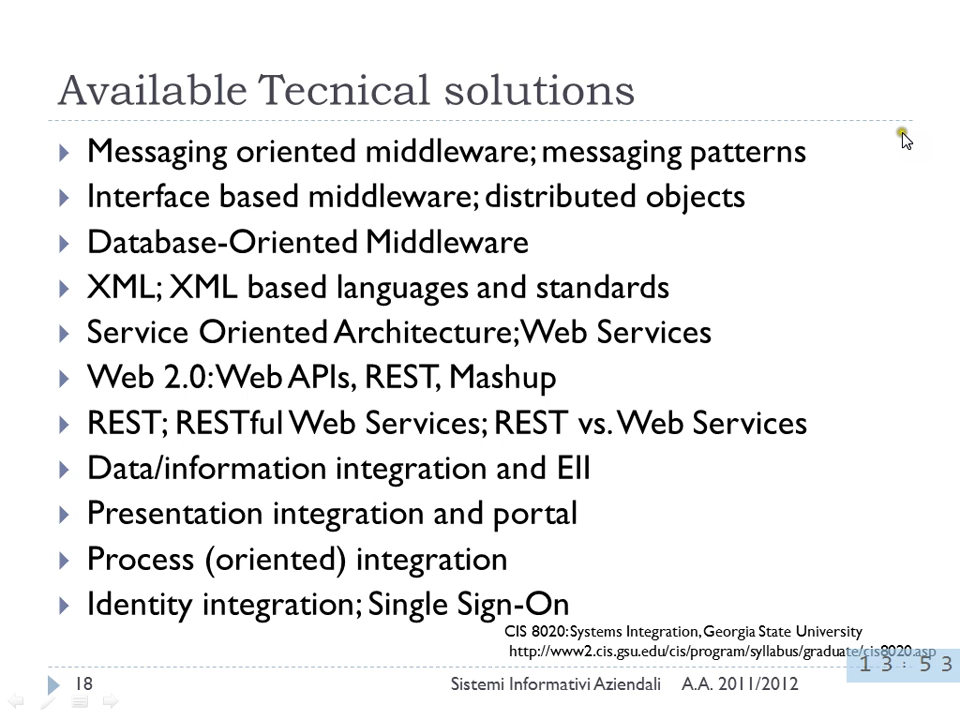 Available Tecnical solutions
Messaging oriented middleware; messaging patterns
Interface based middleware; distributed objects
Database-Oriented Middleware
XML; XML based languages and standards
Service Oriented Architecture; Web Services
Web 2.0: Web APIs, REST, Mashup
REST; RESTful Web Services; REST vs. Web Services
Data/information integration and EII
Presentation integration and portal
Process (oriented) integration
Identity integration; Single Sign-On
CIS 8020: Systems Integration, Georgia State University
http://www2.cis.gsu.edu/cis/program/syllabus/graduate/cis8020.asp
13:53
18 Sistemi Informativi Aziendali A.A. 2011/2012